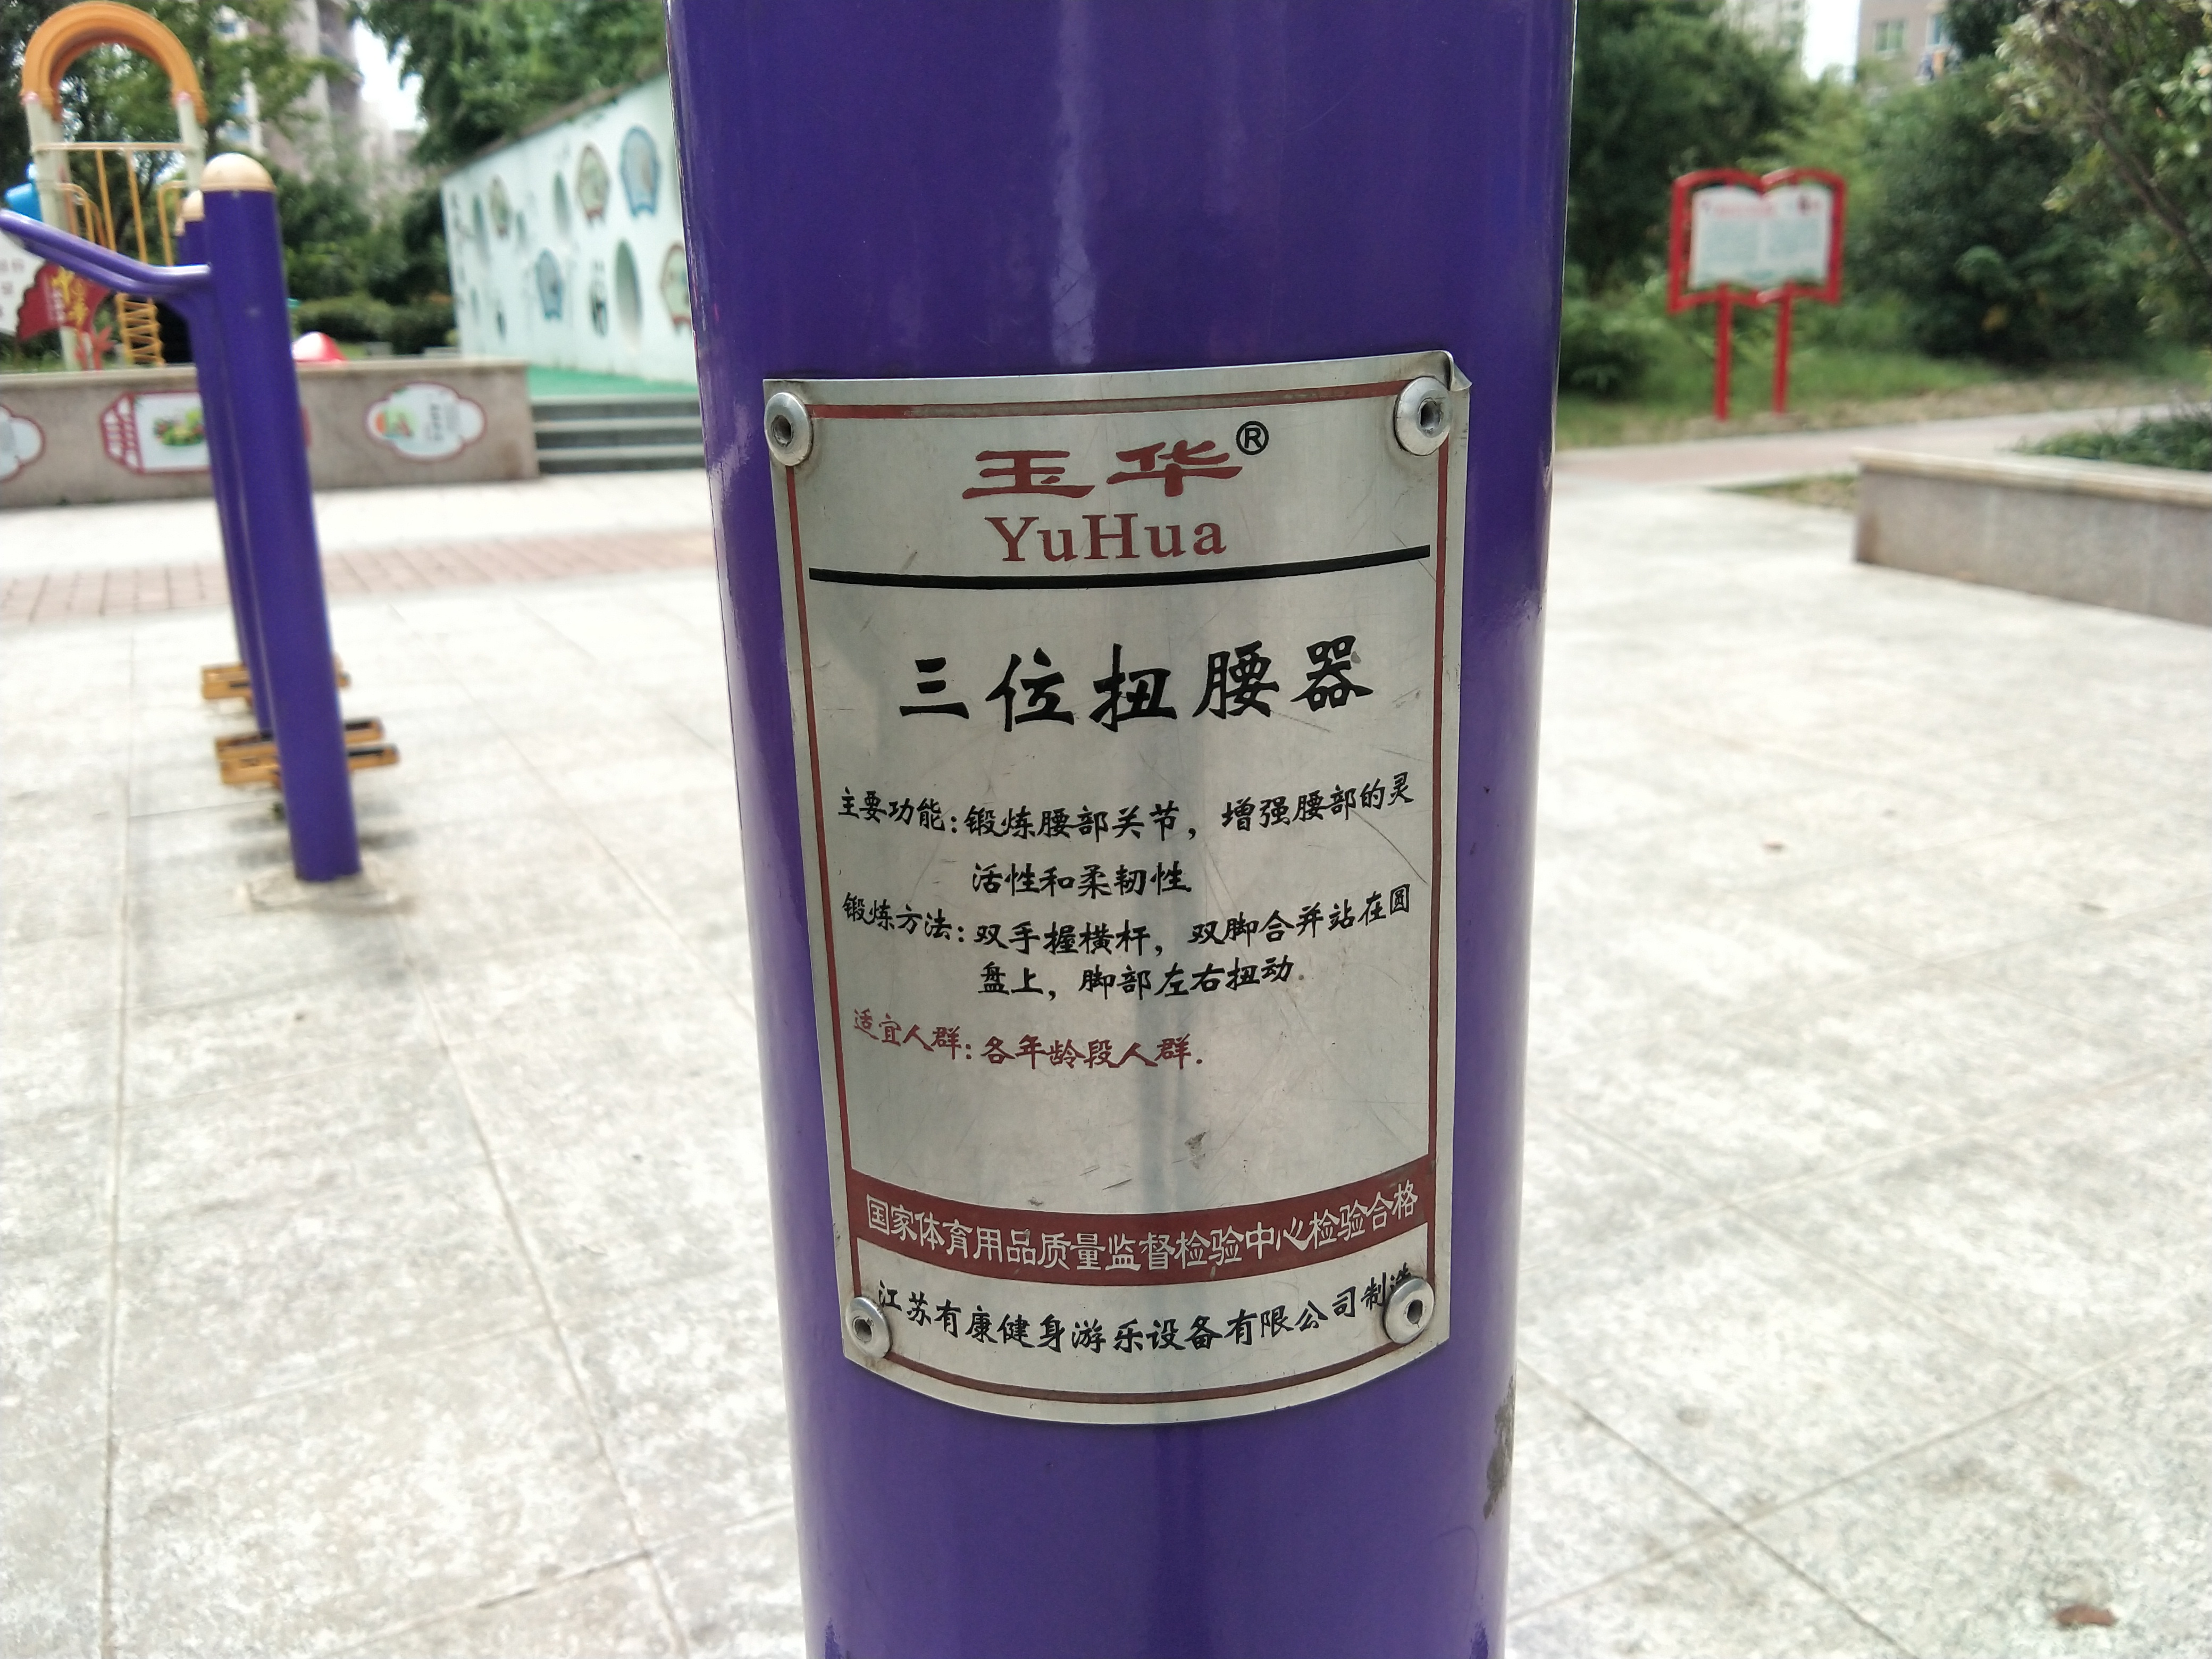 玉华®
YuHua
三位扭腰器
主要功能:锻炼腰部关节,增强腰部的灵
活性和柔韧性.
锻炼方法:双手握横杆,双脚合并站在圆
盘上,脚部左右扭动.
适宜人群:各年龄段人群.
国家体育用品质量监督检验中心检验合格
江苏有康健身游乐设备有限公司制造